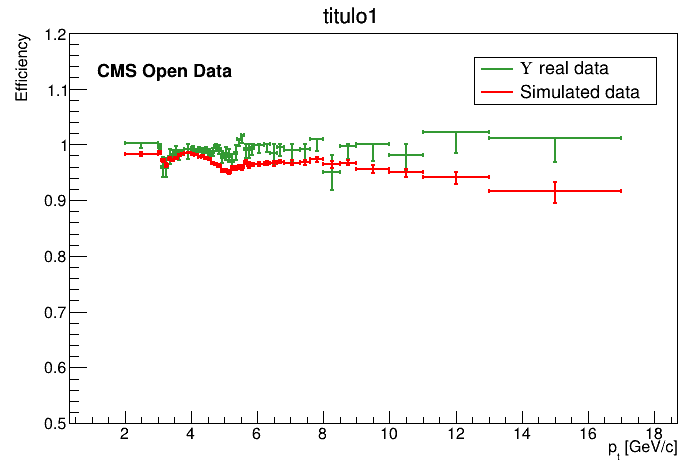 titulo1
Efficiency
1.2
1.1
1
0.9
0.8
0.7
0.6
0.5
CMS Open Data
ϒ real data
Simulated data
2 4 6 8 10 12 14 16 18
p_t [GeV/c]